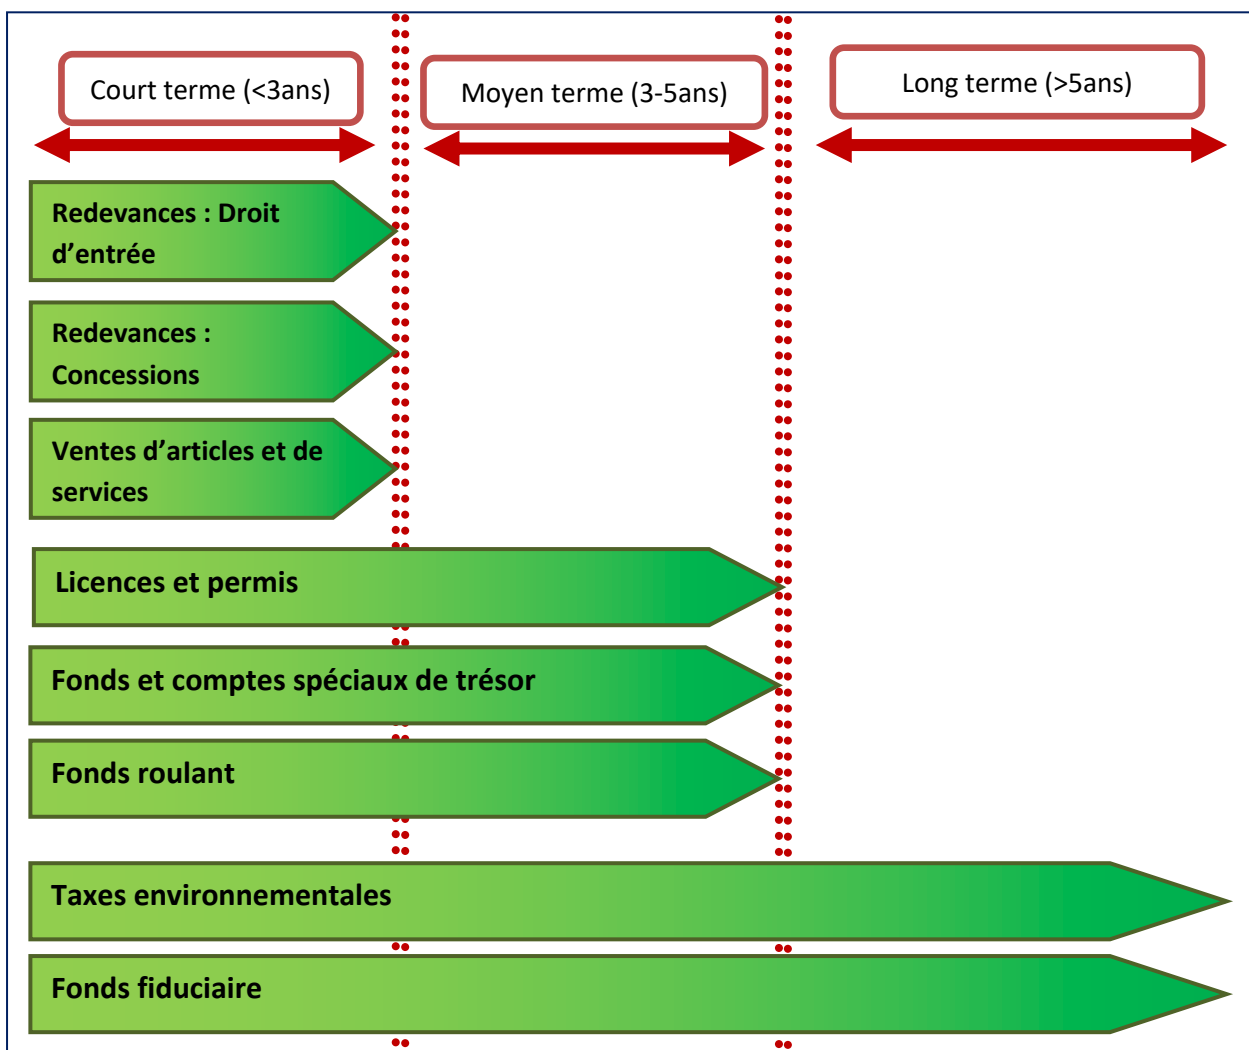 Court terme (<3ans)
Moyen terme (3-5ans)
Long terme (>5ans)
Redevances : Droit
d’entrée
Redevances :
Concessions
Ventes d’articles et de
services
Licences et permis
Fonds et comptes spéciaux de trésor
Fonds roulant
Taxes environnementales
Fonds fiduciaire